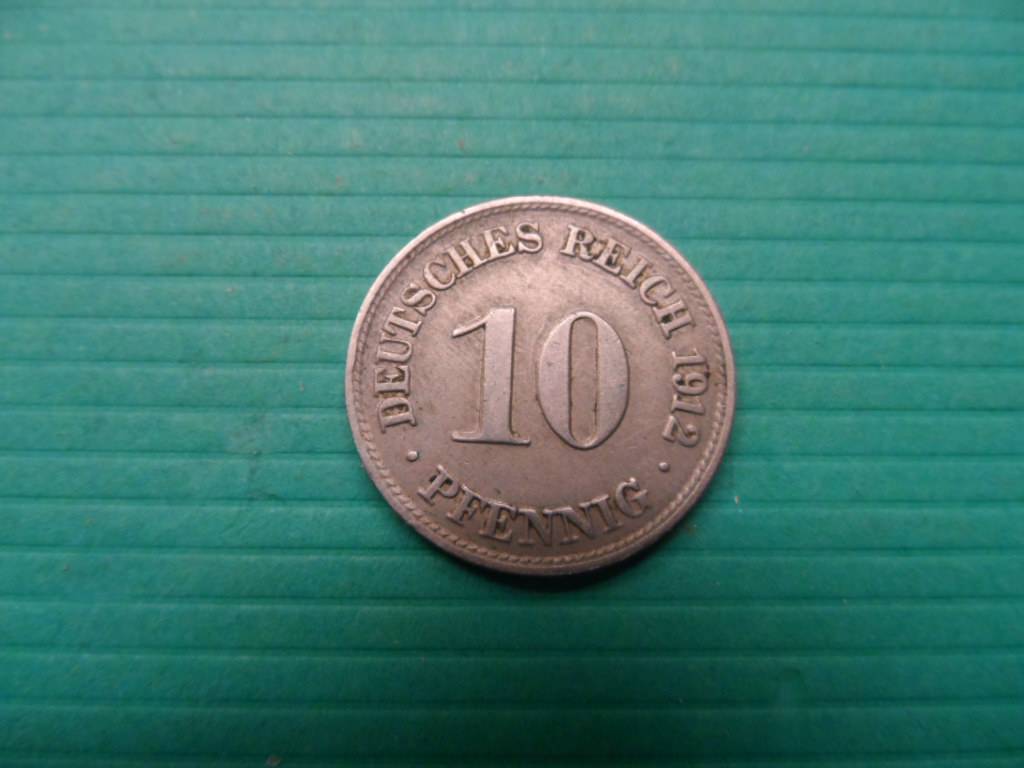 DEUTSCHES REICH 1912
10
· PFENNIG ·